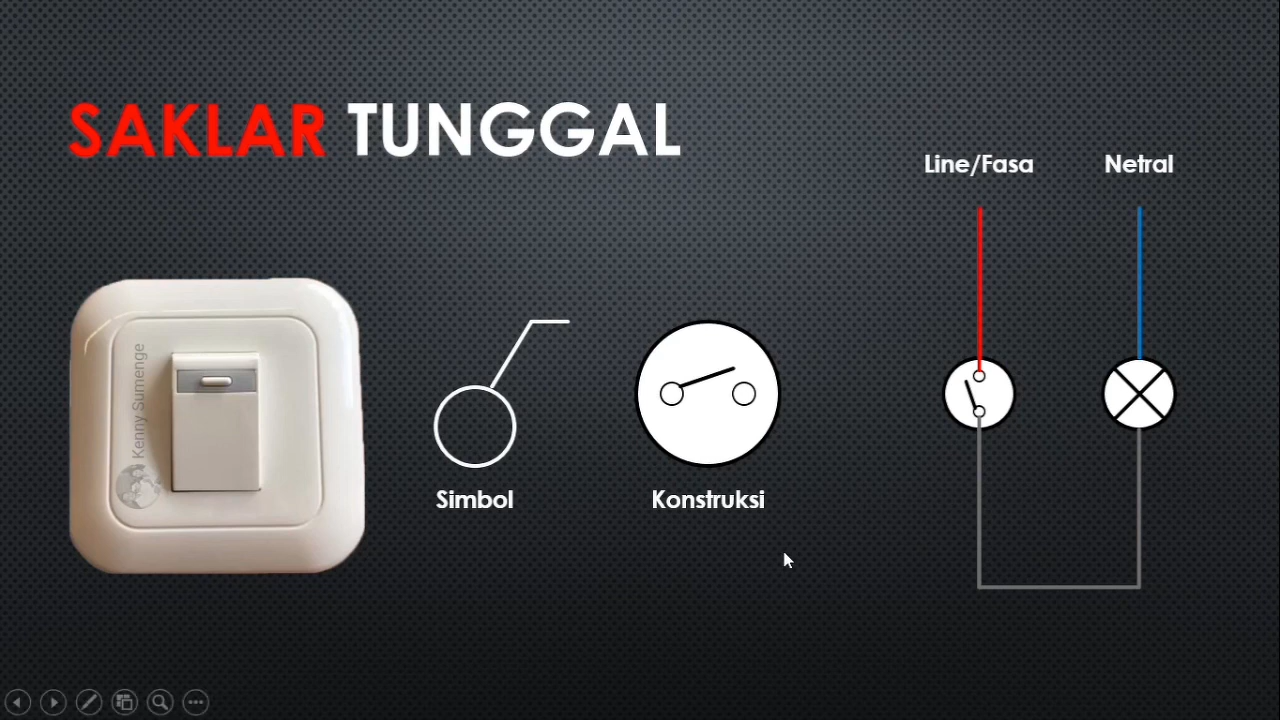 SAKLAR TUNGGAL
Line/Fasa
Netral
Kenny Sumenge
Simbol
Konstruksi